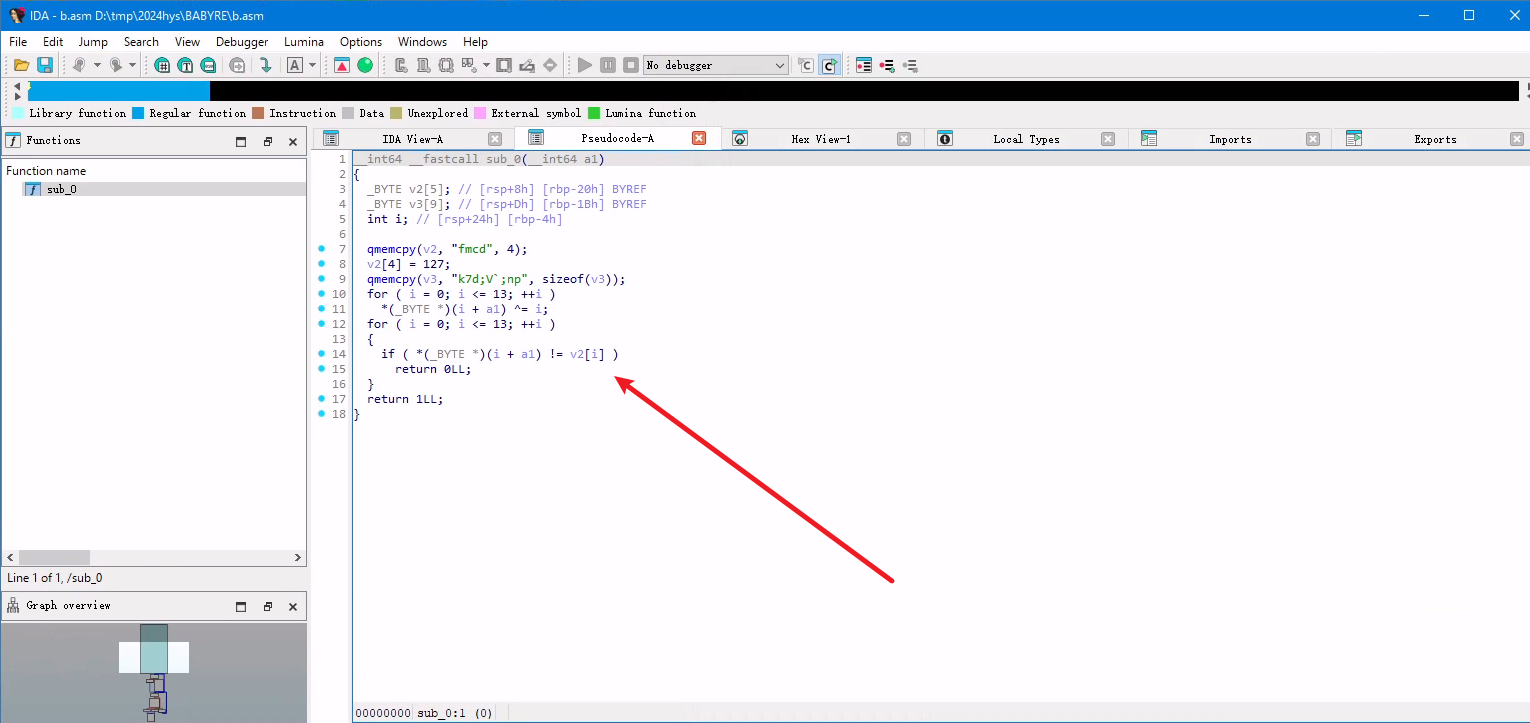 IDA - b.asm D:\tmp\2024hys\BABYRE\b.asm
File Edit Jump Search View Debugger Lumina Options Windows Help
No debugger
Library function Regular function Instruction Data Unexplored External symbol Lumina function
Functions
IDA View-A Pseudocode-A Hex View-1 Local Types Imports Exports
Function name
sub_0
Line 1 of 1, /sub_0
Graph overview
1 __int64 __fastcall sub_0(__int64 a1)
2 {
3 _BYTE v2[5]; // [rsp+8h] [rbp-20h] BYREF
4 _BYTE v3[9]; // [rsp+Dh] [rbp-1Bh] BYREF
5 int i; // [rsp+24h] [rbp-4h]
6
7 qmemcpy(v2, "fmcd", 4);
8 v2[4] = 127;
9 qmemcpy(v3, "k7d;V`;np", sizeof(v3));
10 for ( i = 0; i <= 13; ++i )
11 *(_BYTE *)(i + a1) ^= i;
12 for ( i = 0; i <= 13; ++i )
13 {
14 if ( *(_BYTE *)(i + a1) != v2[i] )
15 return 0LL;
16 }
17 return 1LL;
18 }
00000000 sub_0:1 (0)